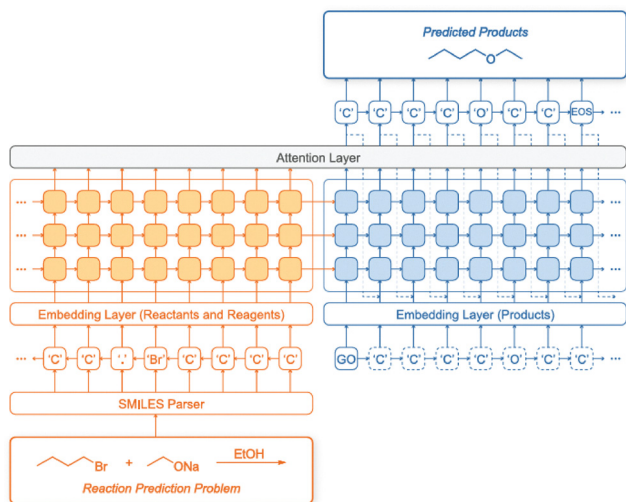 Predicted Products
O
'C' 'C' 'C' 'C' 'O' 'C' 'C' EOS ...
Attention Layer
... ...
... ...
... ...
Embedding Layer (Reactants and Reagents) Embedding Layer (Products)
... 'C' 'C' '.' 'Br' 'C' 'C' 'C' 'C' GO 'C' 'C' 'C' 'C' 'O' 'C' 'C' ...
SMILES Parser
Br + ONa EtOH
Reaction Prediction Problem